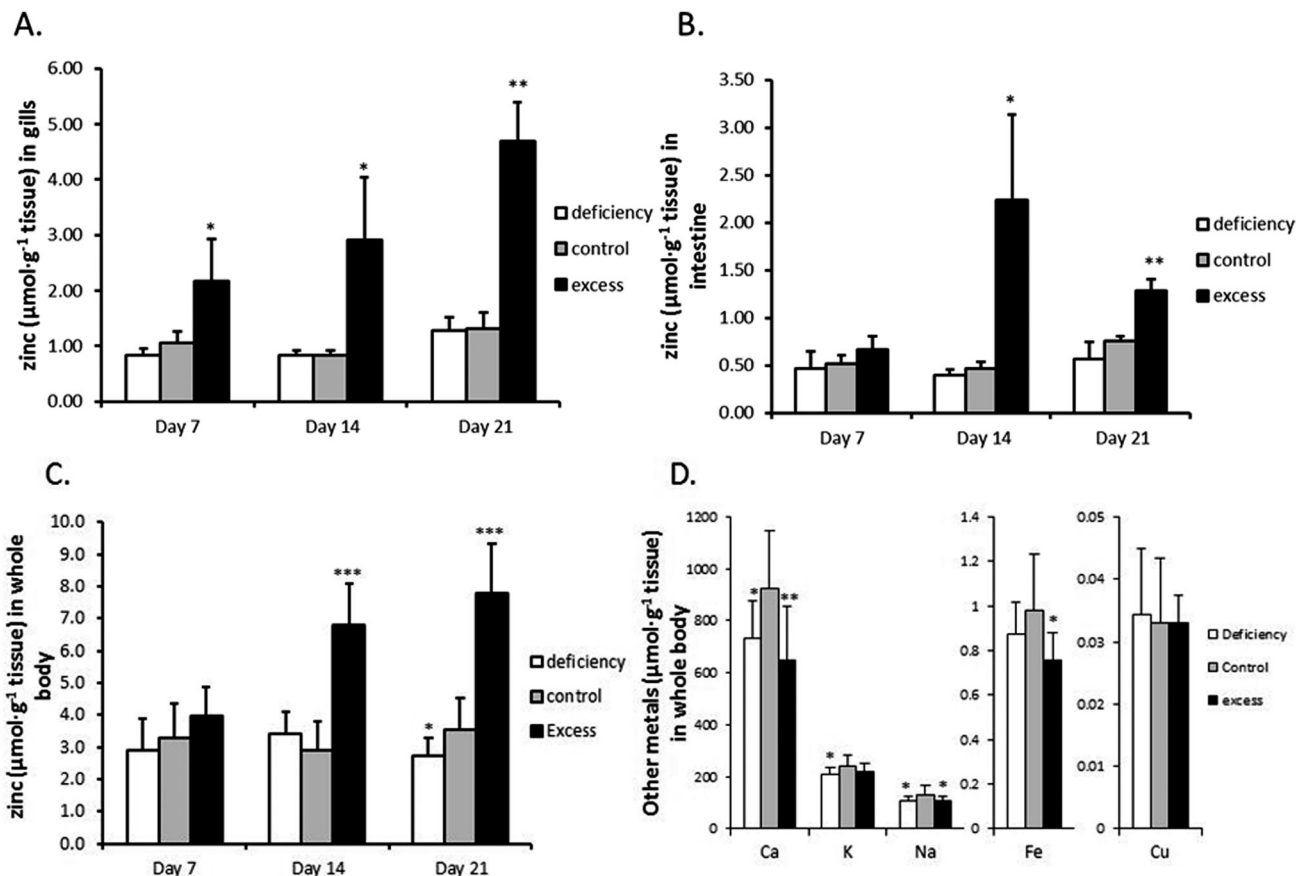 A.
zinc (µmol·g-1 tissue) in gills
6.00
5.00
4.00
3.00
2.00
1.00
0.00
*
*
**
Day 7
Day 14
Day 21
deficiency
control
excess
B.
zinc (µmol·g-1 tissue) in
intestine
3.50
3.00
2.50
2.00
1.50
1.00
0.50
0.00
*
**
Day 7
Day 14
Day 21
deficiency
control
excess
C.
zinc (µmol·g-1 tissue) in whole
body
10.0
9.0
8.0
7.0
6.0
5.0
4.0
3.0
2.0
1.0
0.0
***
*
***
Day 7
Day 14
Day 21
deficiency
control
Excess
D.
Other metals (µmol·g-1 tissue)
in whole body
1200
1000
800
600
400
200
0
*
**
*
*
*
Ca
K
Na
1.4
1.2
1
0.8
0.6
0.4
0.2
0
*
Fe
0.05
0.04
0.03
0.02
0.01
0
Cu
Deficiency
Control
excess